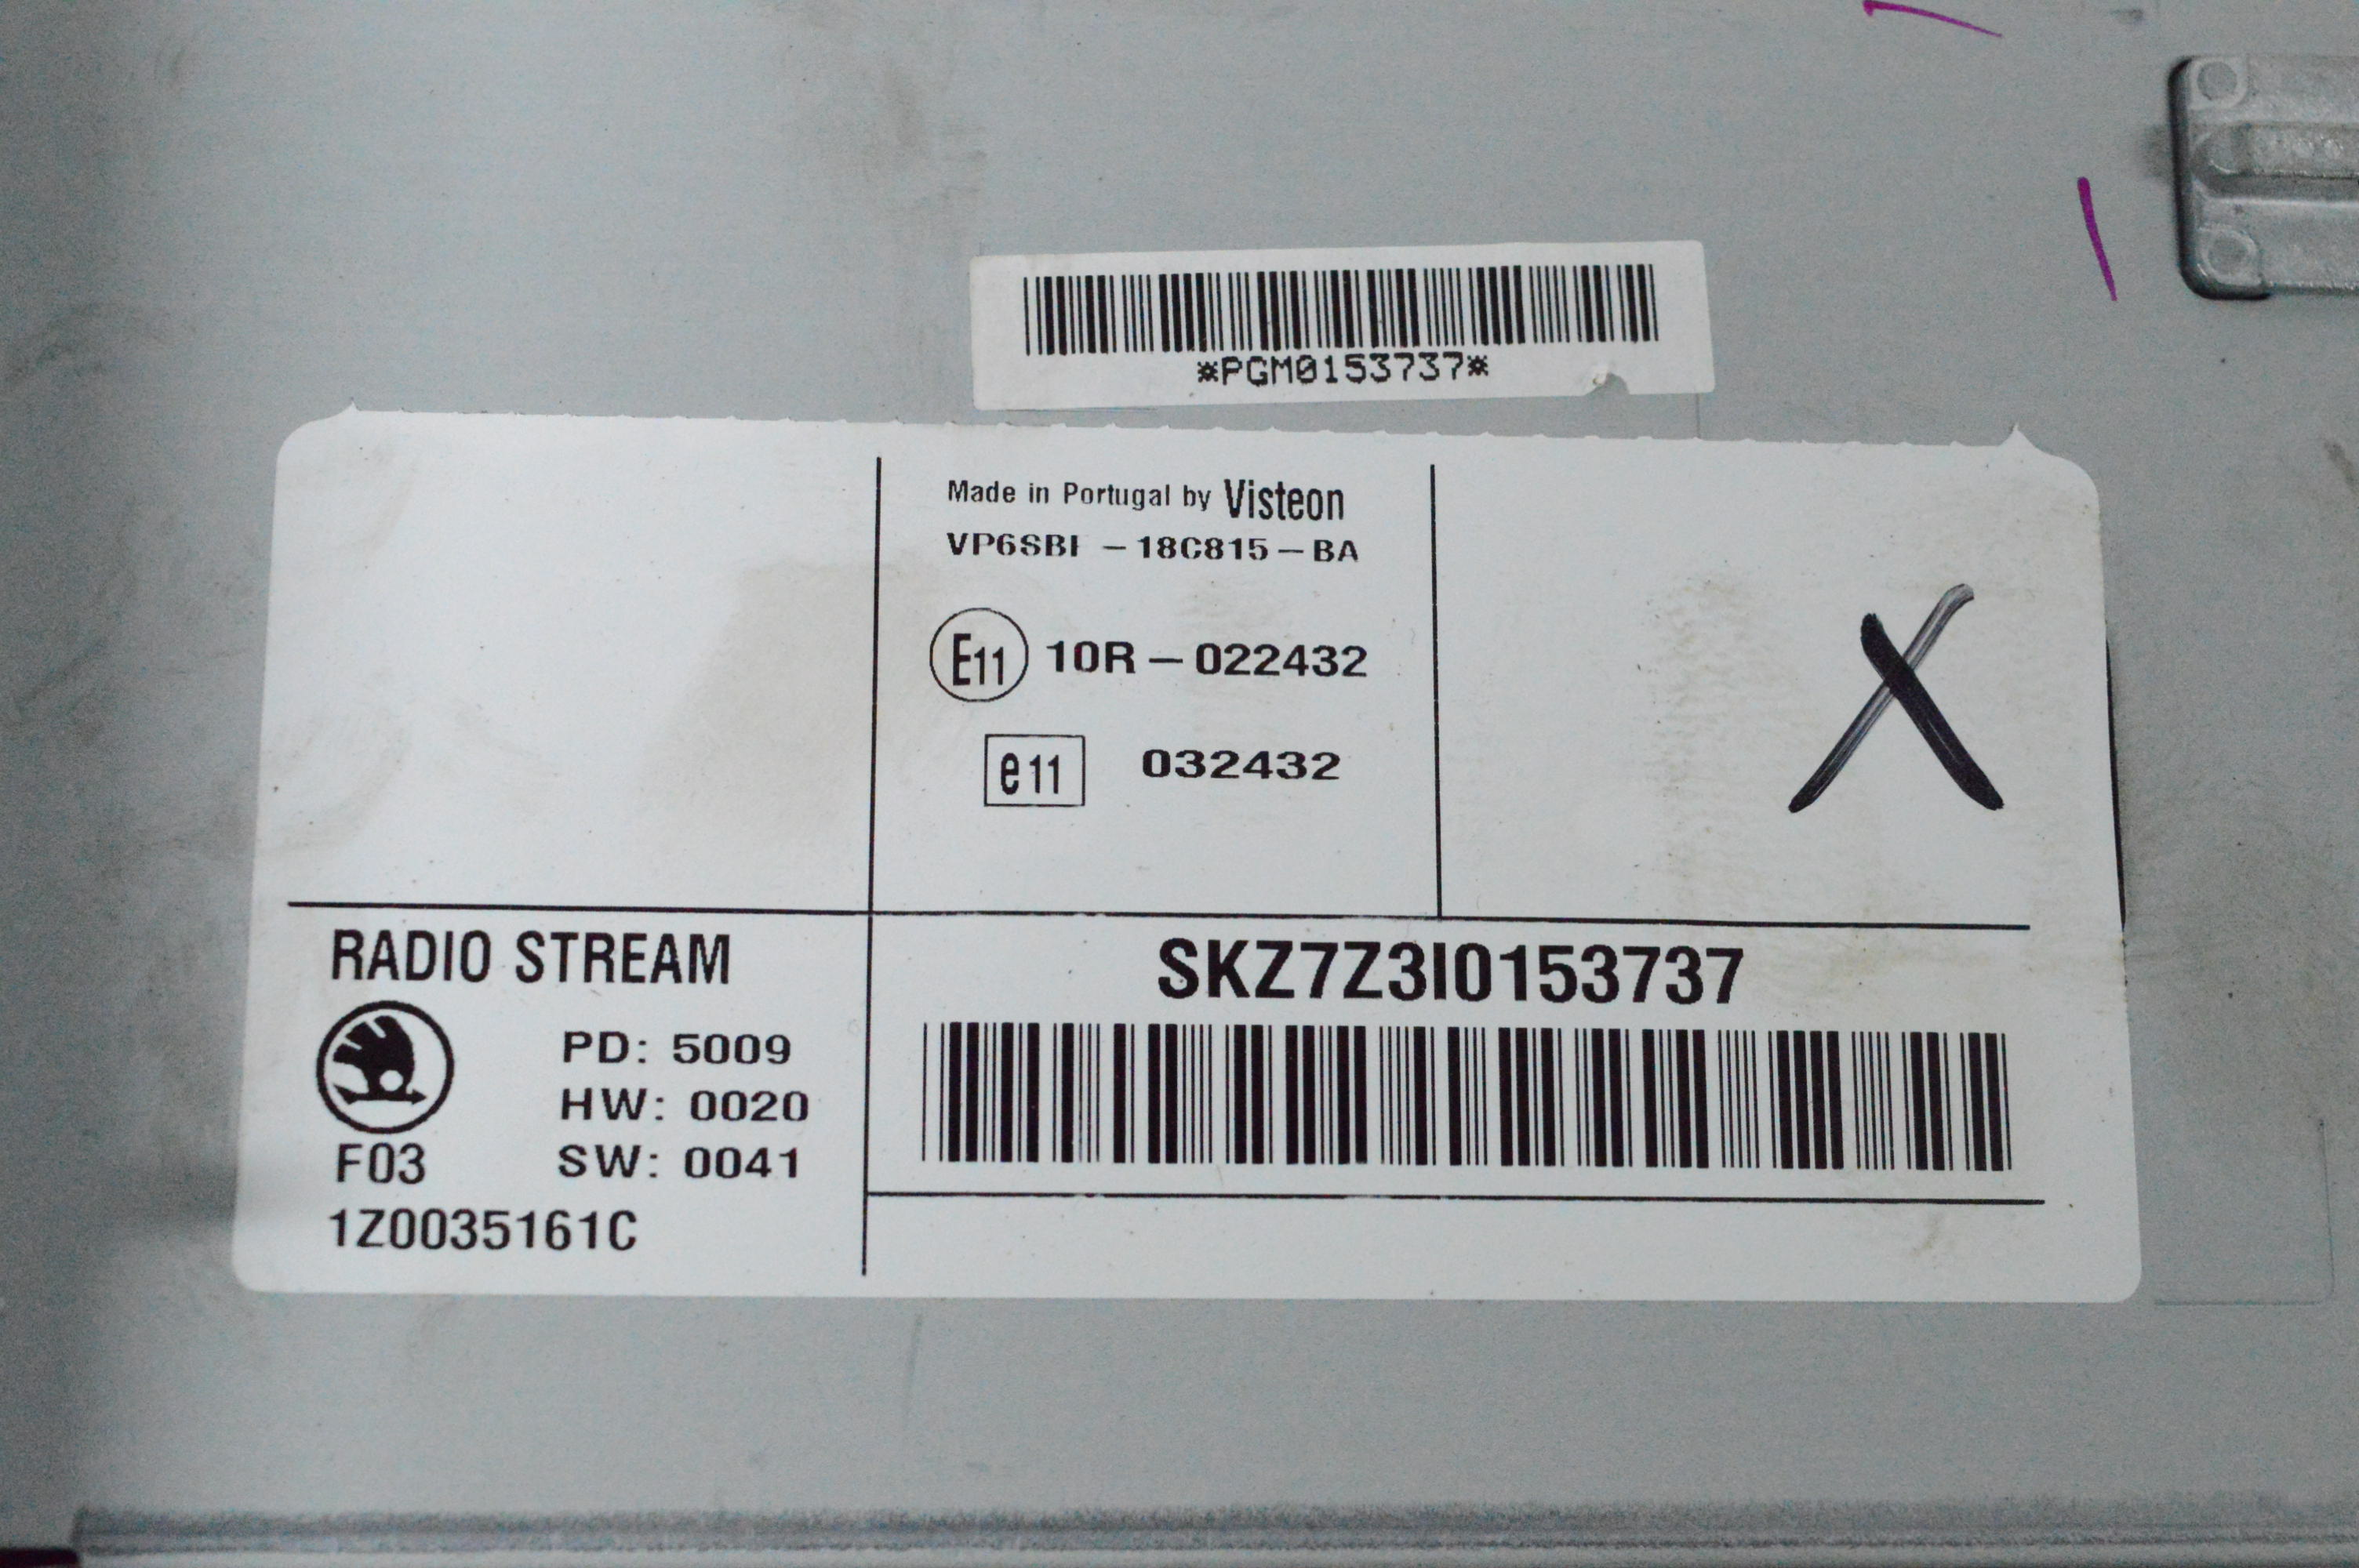 *PGM0153737*
Made in Portugal by Visteon
VP6SBF – 18C815 – BA
E11 10R – 022432
e11 032432
X
RADIO STREAM
PD: 5009
HW: 0020
F03 SW: 0041
1Z0035161C
SKZ7Z3I0153737